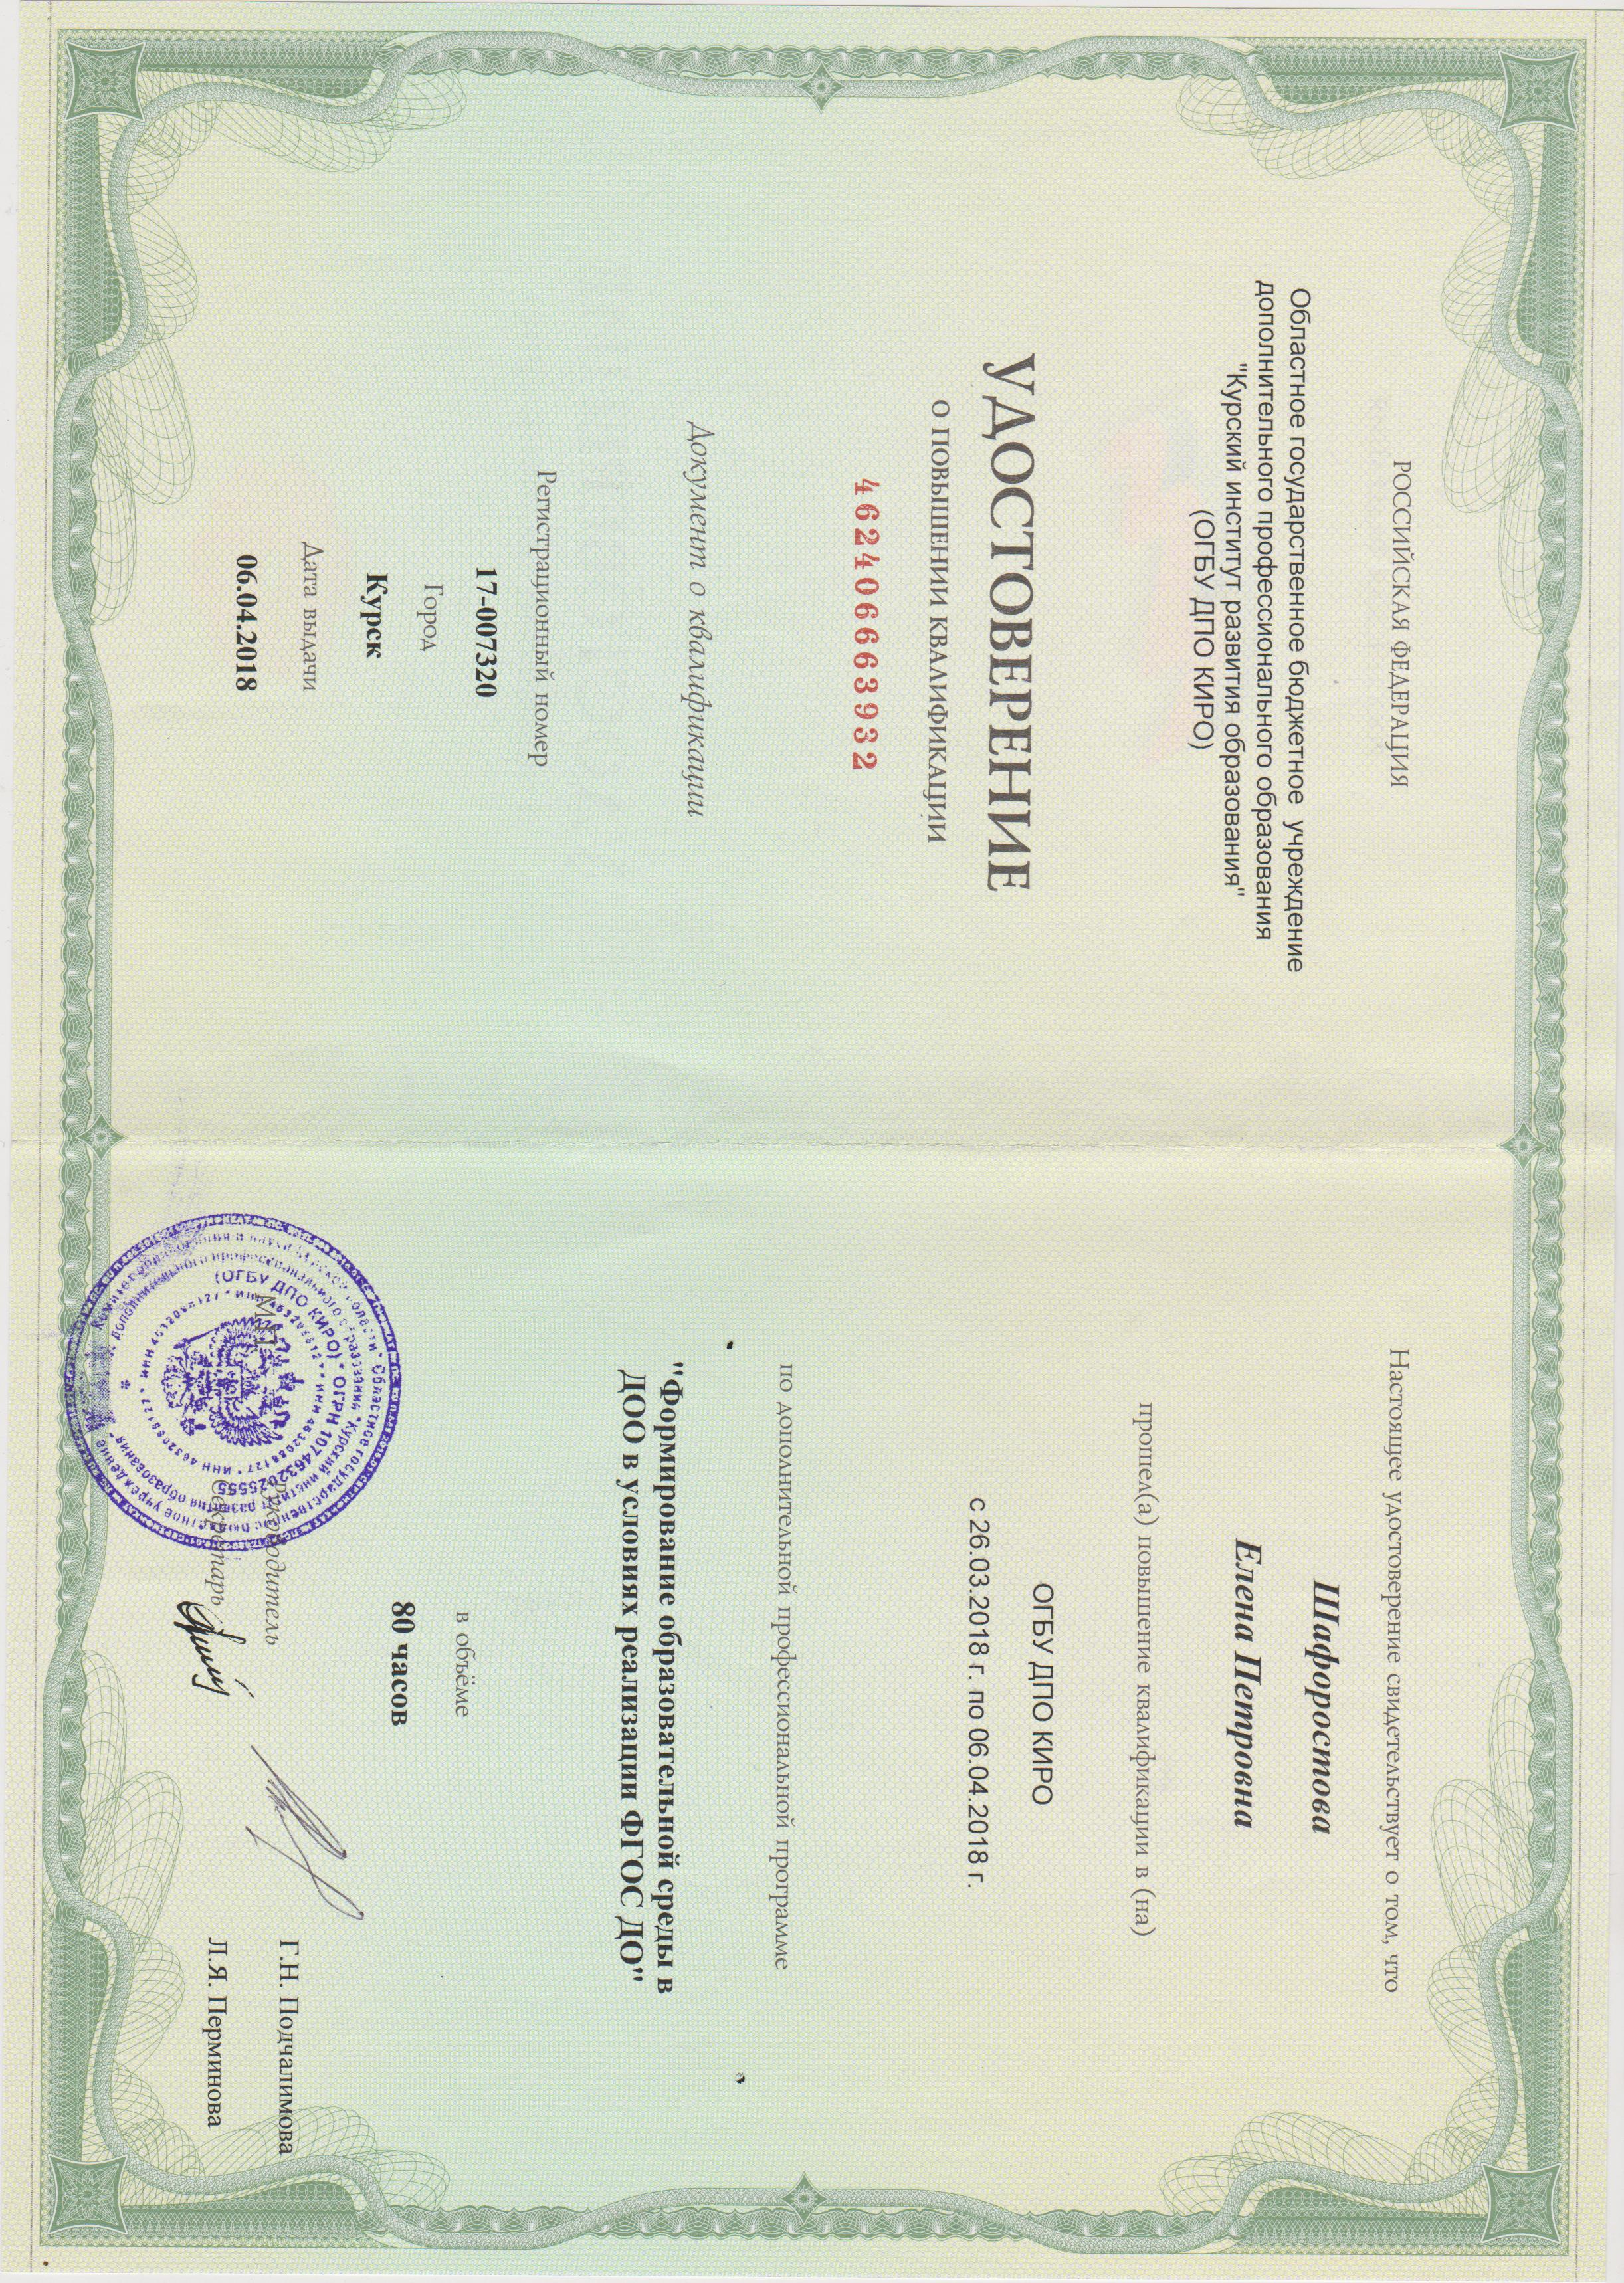 РОССИЙСКАЯ ФЕДЕРАЦИЯ
Областное государственное бюджетное учреждение
дополнительного профессионального образования
"Курский институт развития образования"
(ОГБУ ДПО КИРО)
УДОСТОВЕРЕНИЕ
О ПОВЫШЕНИИ КВАЛИФИКАЦИИ
462406663932
Документ о квалификации
Регистрационный номер
17-007320
Город
Курск
Дата выдачи
06.04.2018
Настоящее удостоверение свидетельствует о том, что
Шафоростова
Елена Петровна
прошел(а) повышение квалификации в (на)
ОГБУ ДПО КИРО
с 26.03.2018 г. по 06.04.2018 г.
по дополнительной профессиональной программе
"Формирование образовательной среды в
ДОО в условиях реализации ФГОС ДО"
в объёме
80 часов
М.П.
Руководитель
Г.Н. Подчалимова
Секретарь
Л.Я. Перминова
(ОГБУ ДПО КИРО) * ОГРН 1074632025555